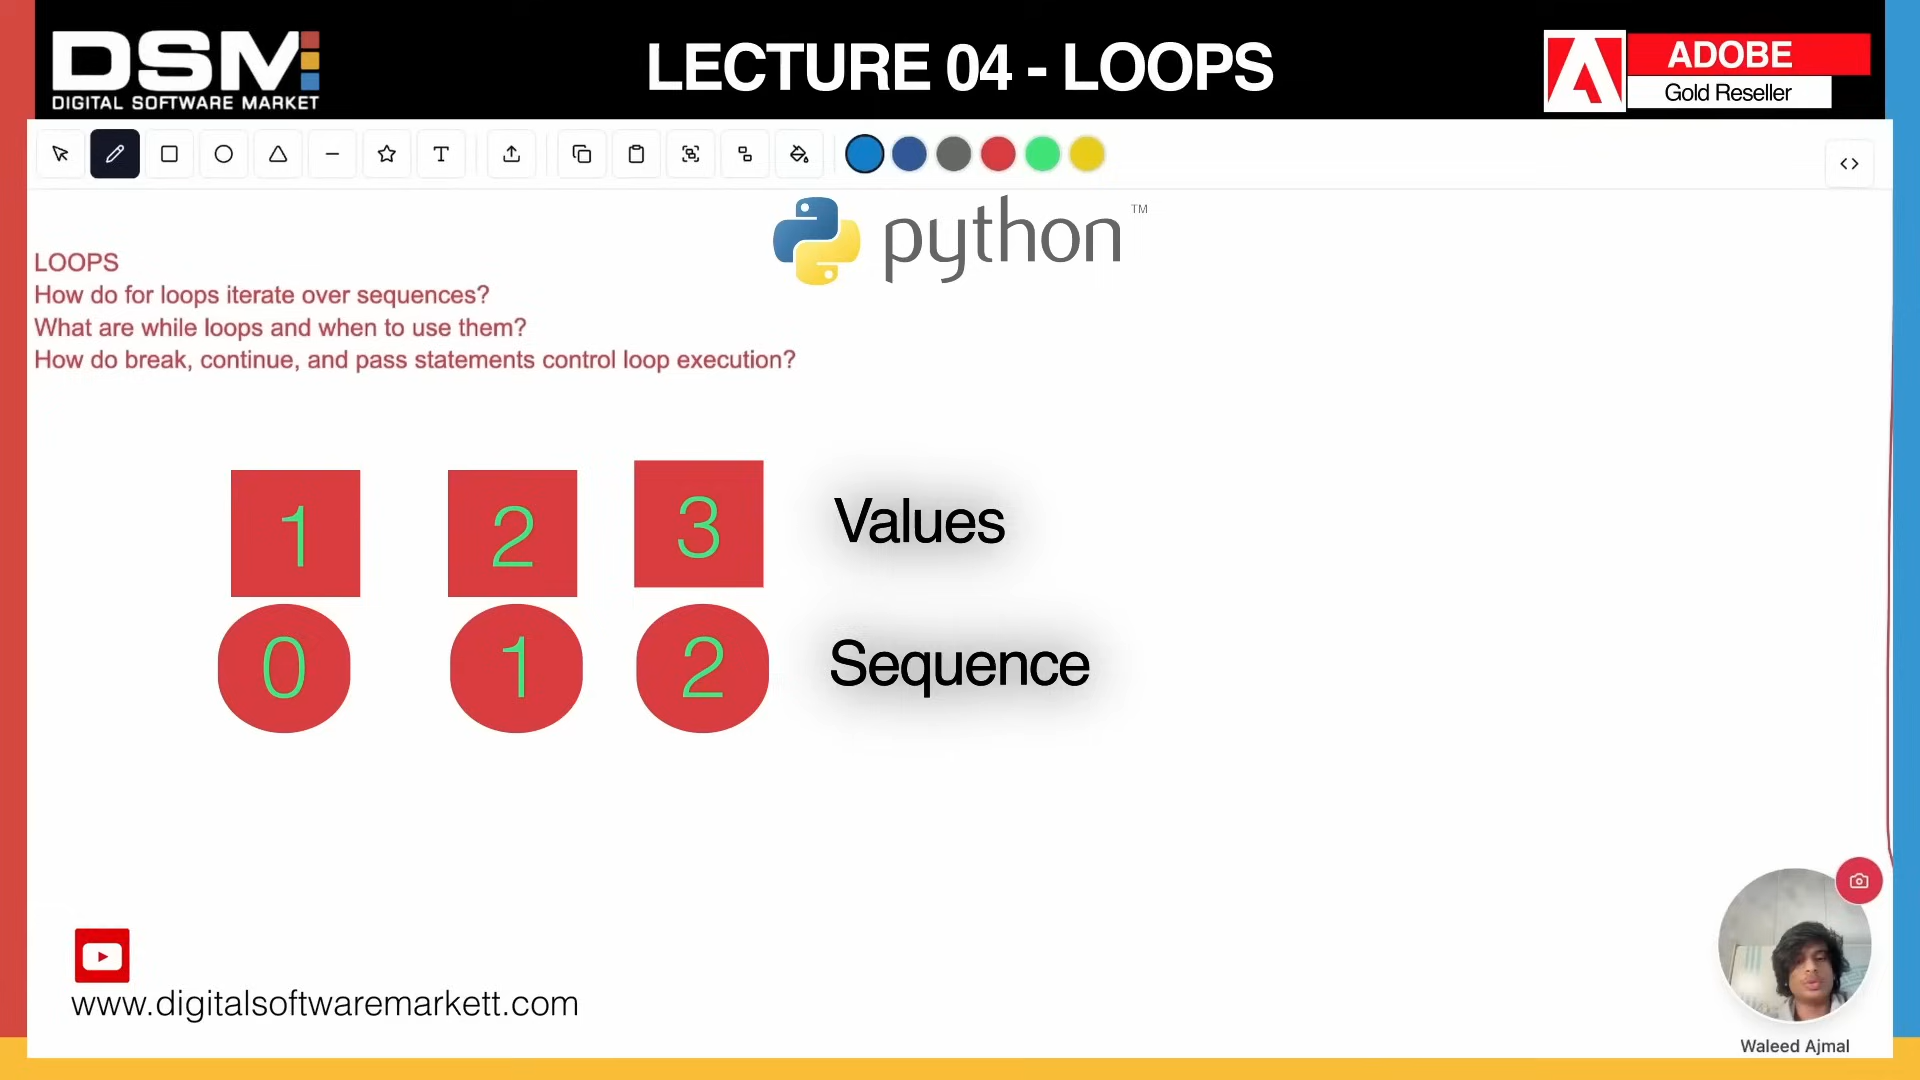 DSM
DIGITAL SOFTWARE MARKET
LECTURE 04 - LOOPS
ADOBE
Gold Reseller
T
python TM
LOOPS
How do for loops iterate over sequences?
What are while loops and when to use them?
How do break, continue, and pass statements control loop execution?
1 2 3 Values
0 1 2 Sequence
www.digitalsoftwaremarkett.com
Waleed Ajmal